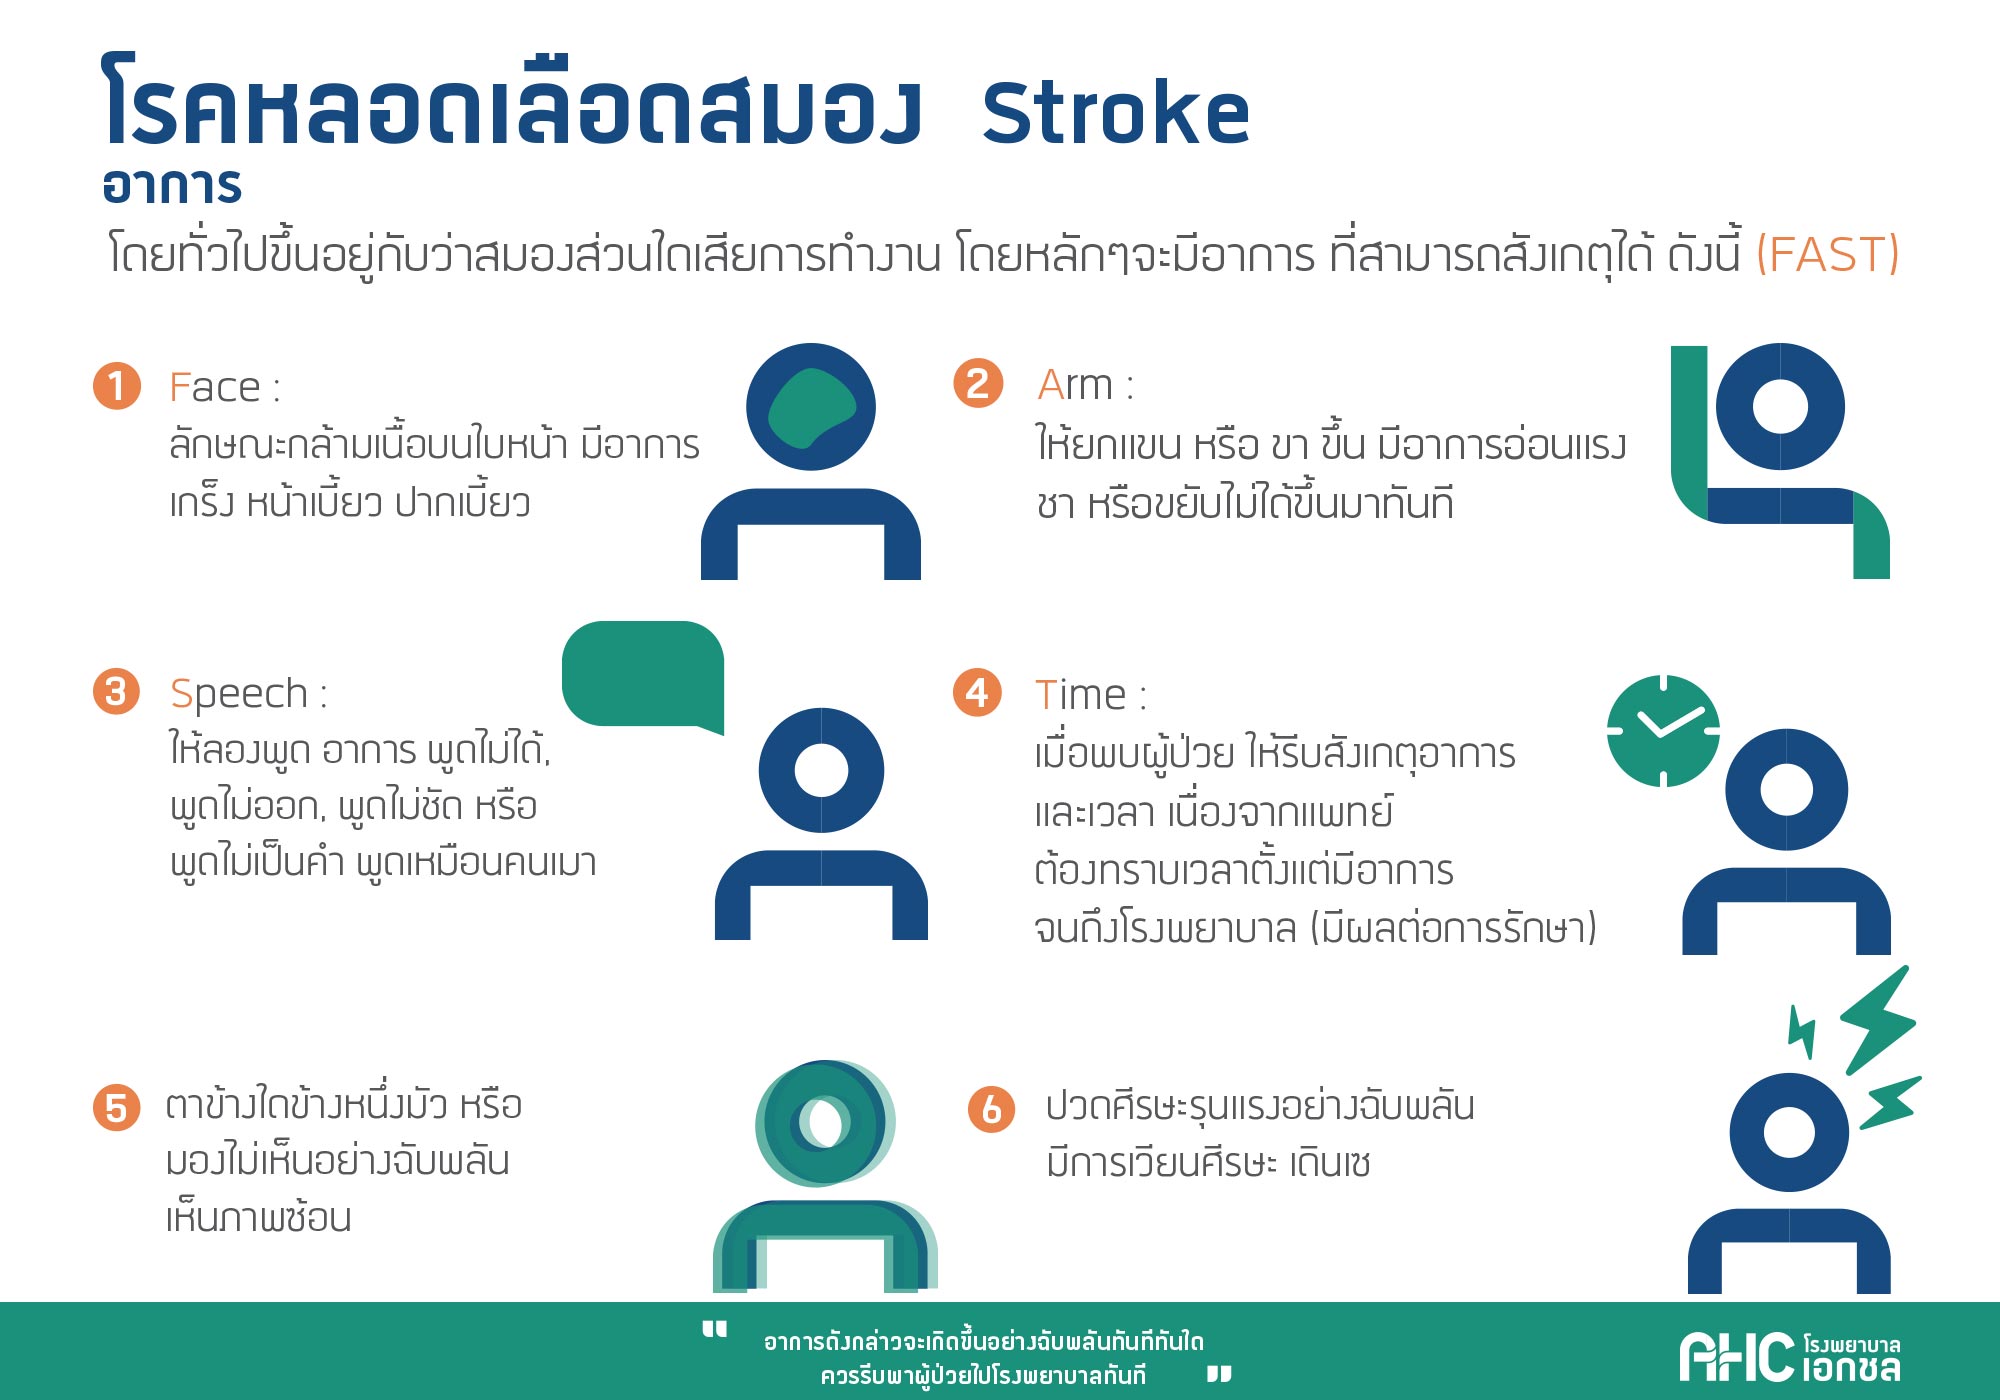 โรคหลอดเลือดสมอง Stroke
อาการ
โดยทั่วไปขึ้นอยู่กับว่าสมองส่วนใดเสียการทำงาน โดยหลักๆจะมีอาการ ที่สามารถสังเกตุได้ ดังนี้ (FAST)
1 Face :
ลักษณะกล้ามเนื้อบนใบหน้า มีอาการ
เกร็ง หน้าเบี้ยว ปากเบี้ยว
2 Arm :
ให้ยกแขน หรือ ขา ขึ้น มีอาการอ่อนแรง
ชา หรือขยับไม่ได้ขึ้นมาทันที
3 Speech :
ให้ลองพูด อาการ พูดไม่ได้,
พูดไม่ออก, พูดไม่ชัด หรือ
พูดไม่เป็นคำ พูดเหมือนคนเมา
4 Time :
เมื่อพบผู้ป่วย ให้รีบสังเกตุอาการ
และเวลา เนื่องจากแพทย์
ต้องทราบเวลาตั้งแต่มีอาการ
จนถึงโรงพยาบาล (มีผลต่อการรักษา)
5 ตาข้างใดข้างหนึ่งมัว หรือ
มองไม่เห็นอย่างฉับพลัน
เห็นภาพซ้อน
6 ปวดศีรษะรุนแรงอย่างฉับพลัน
มีการเวียนศีรษะ เดินเซ
" อาการดังกล่าวจะเกิดขึ้นอย่างฉับพลันทันทีทันใด
ควรรีบพาผู้ป่วยไปโรงพยาบาลทันที "
AHC โรงพยาบาล
เอกชล